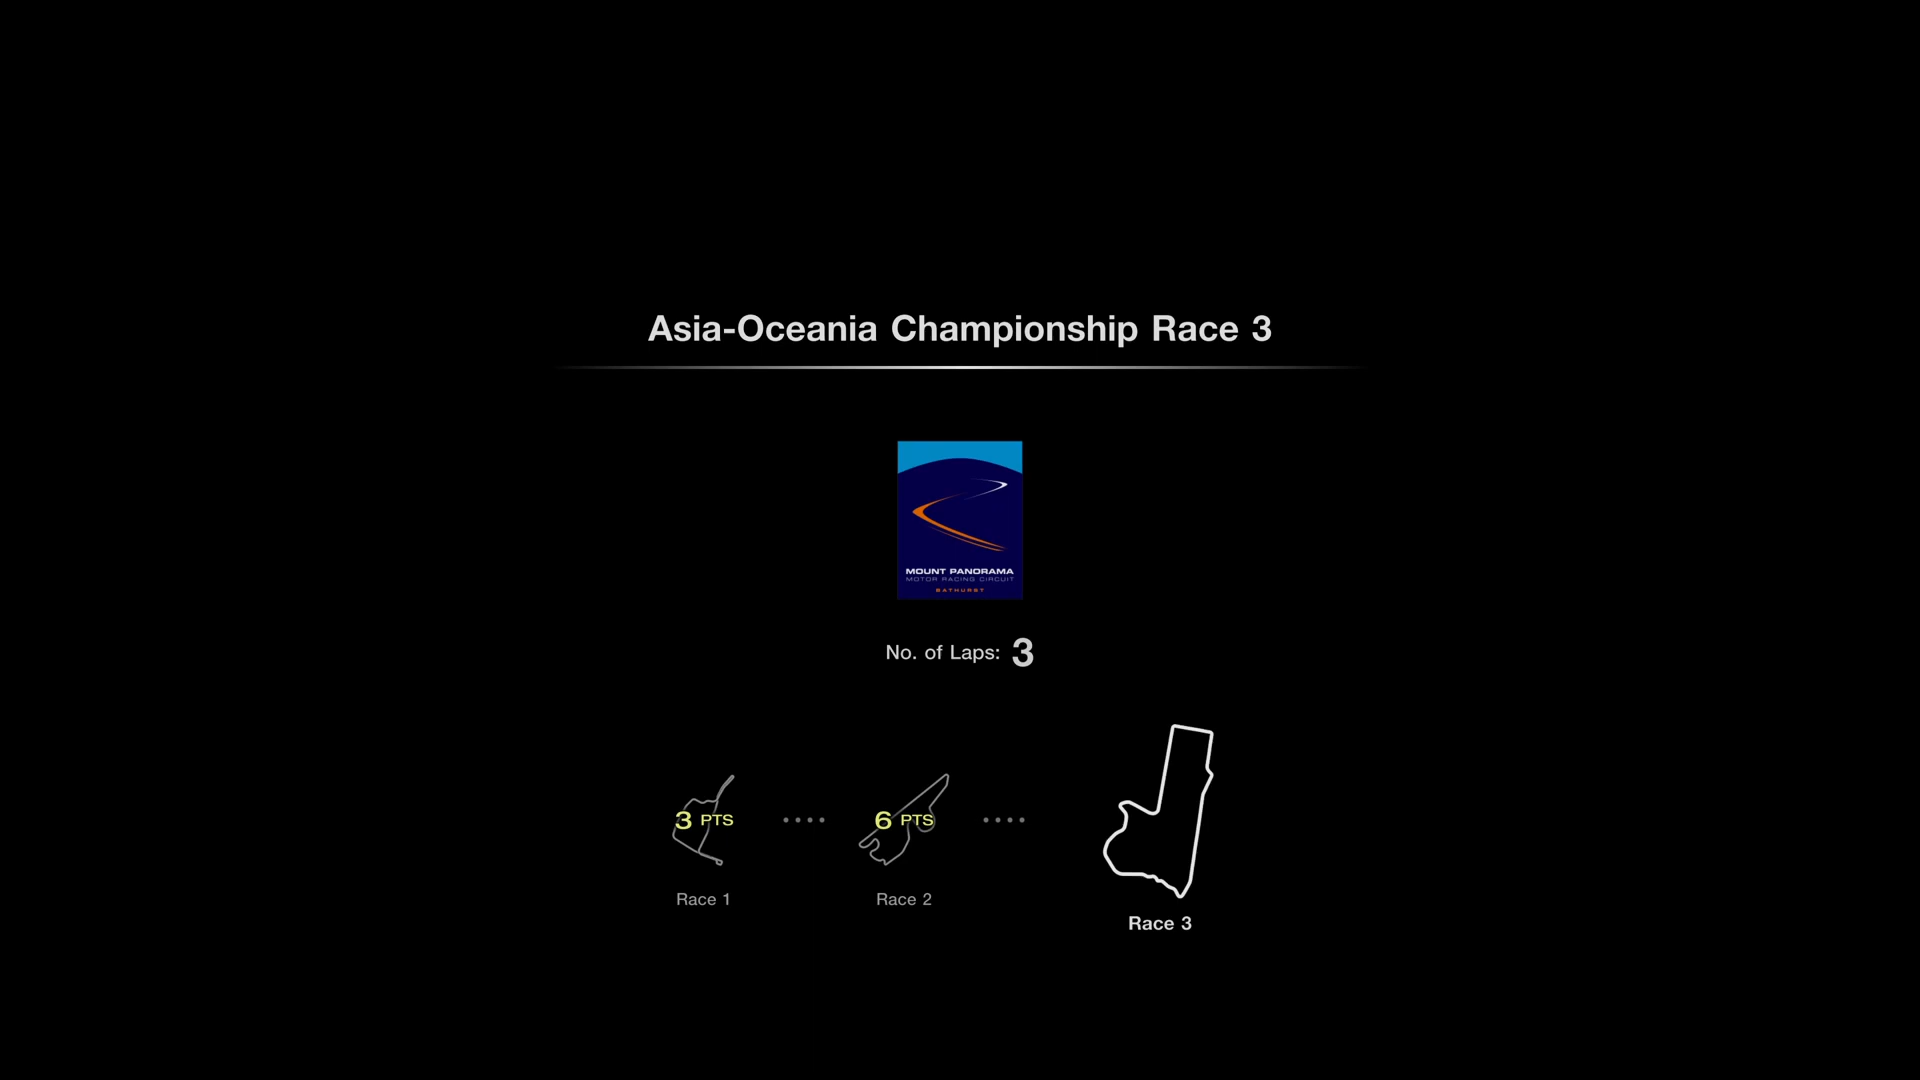 Asia-Oceania Championship Race 3
MOUNT PANORAMA
MOTOR RACING CIRCUIT
BATHURST
No. of Laps: 3
3 PTS
6 PTS
Race 1
Race 2
Race 3